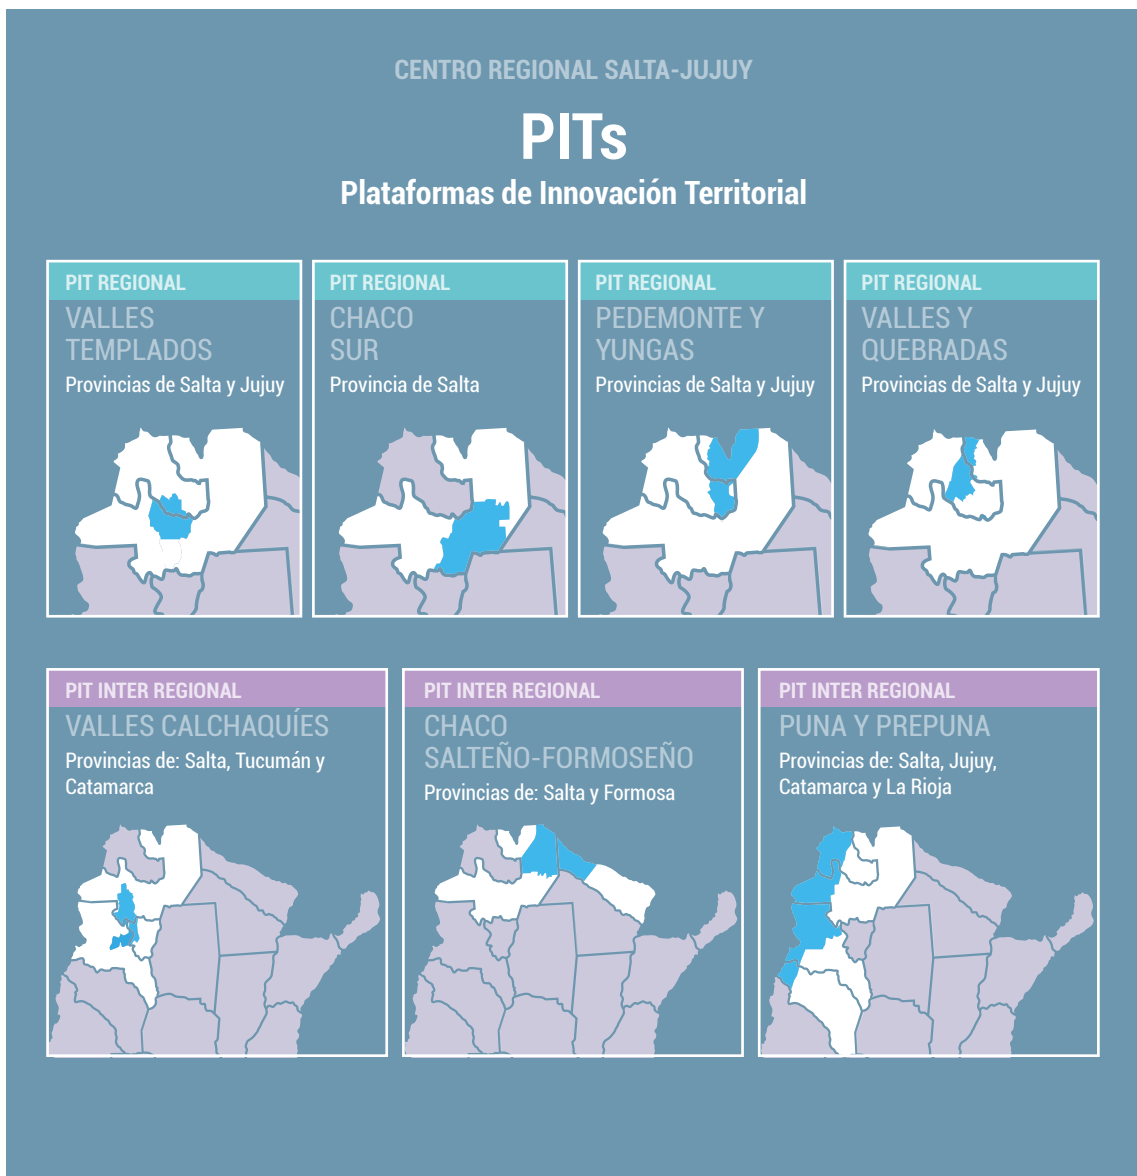 CENTRO REGIONAL SALTA-JUJUY
PITs
Plataformas de Innovación Territorial
PIT REGIONAL
VALLES
TEMPLADOS
Provincias de Salta y Jujuy
PIT REGIONAL
CHACO
SUR
Provincia de Salta
PIT REGIONAL
PEDEMONTE Y
YUNGAS
Provincias de Salta y Jujuy
PIT REGIONAL
VALLES Y
QUEBRADAS
Provincias de Salta y Jujuy
PIT INTER REGIONAL
VALLES CALCHAQUÍES
Provincias de: Salta, Tucumán y
Catamarca
PIT INTER REGIONAL
CHACO
SALTEÑO-FORMOSEÑO
Provincias de: Salta y Formosa
PIT INTER REGIONAL
PUNA Y PREPUNA
Provincias de: Salta, Jujuy,
Catamarca y La Rioja